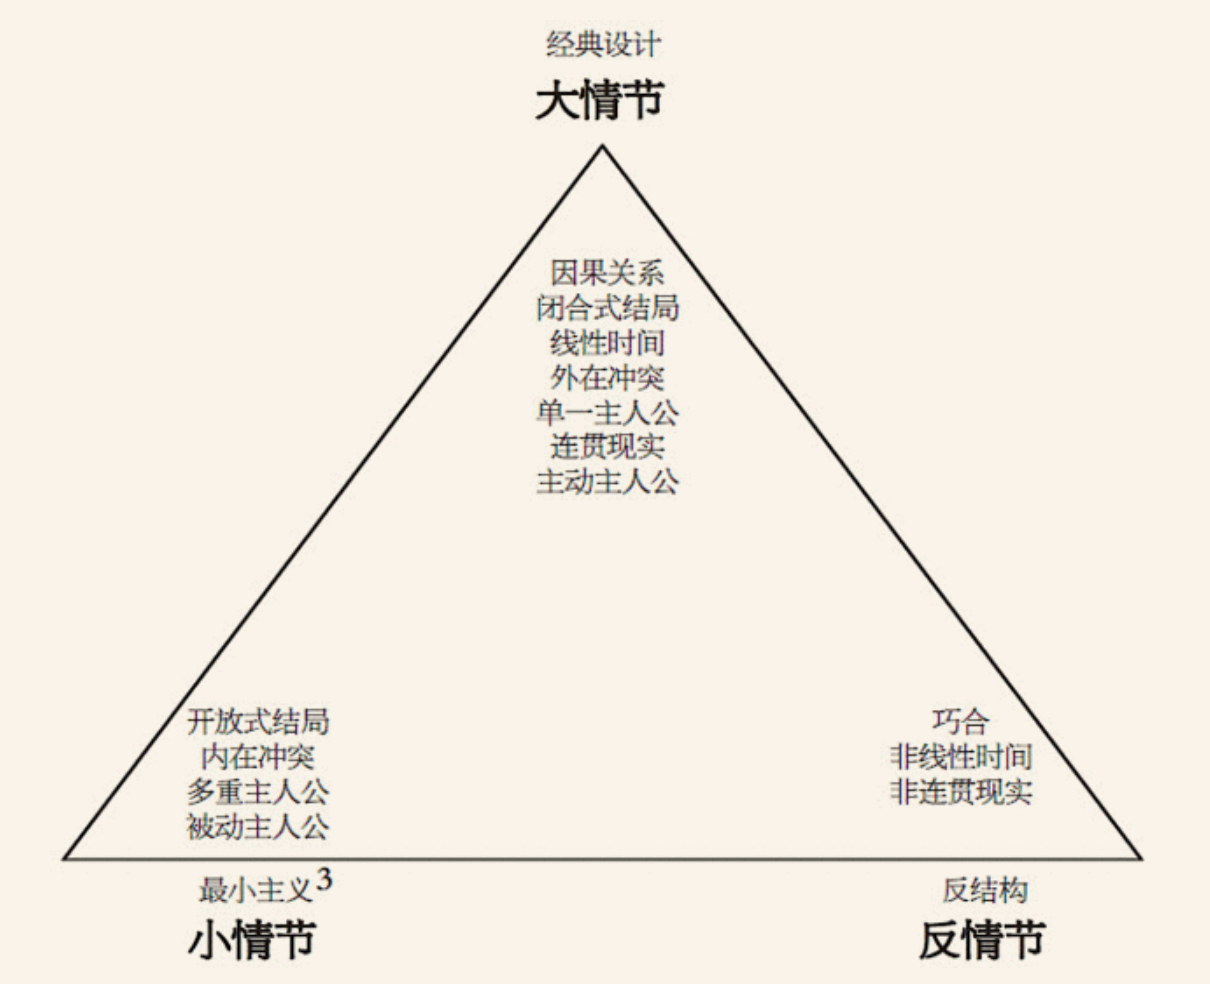 经典设计
大情节
因果关系
闭合式结局
线性时间
外在冲突
单一主人公
连贯现实
主动主人公
开放式结局
内在冲突
多重主人公
被动主人公
巧合
非线性时间
非连贯现实
最小主义3
小情节
反结构
反情节